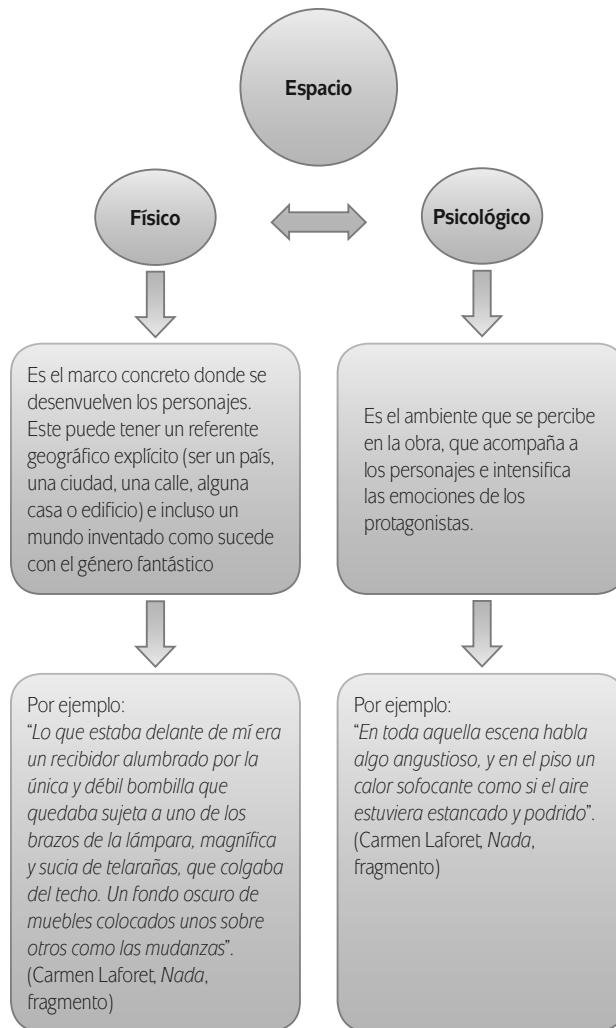 Espacio
Físico
Psicológico
Es el marco concreto donde se
desenvuelven los personajes.
Este puede tener un referente
geográfico explícito (ser un país,
una ciudad, una calle, alguna
casa o edificio) e incluso un
mundo inventado como sucede
con el género fantástico
Es el ambiente que se percibe
en la obra, que acompaña a
los personajes e intensifica
las emociones de los
protagonistas.
Por ejemplo:
“Lo que estaba delante de mí era
un recibidor alumbrado por la
única y débil bombilla que
quedaba sujeta a uno de los
brazos de la lámpara, magnífica
y sucia de telarañas, que colgaba
del techo. Un fondo oscuro de
muebles colocados unos sobre
otros como las mudanzas”.
(Carmen Laforet, Nada,
fragmento)
Por ejemplo:
“En toda aquella escena habla
algo angustioso, y en el piso un
calor sofocante como si el aire
estuviera estancado y podrido”.
(Carmen Laforet, Nada,
fragmento)